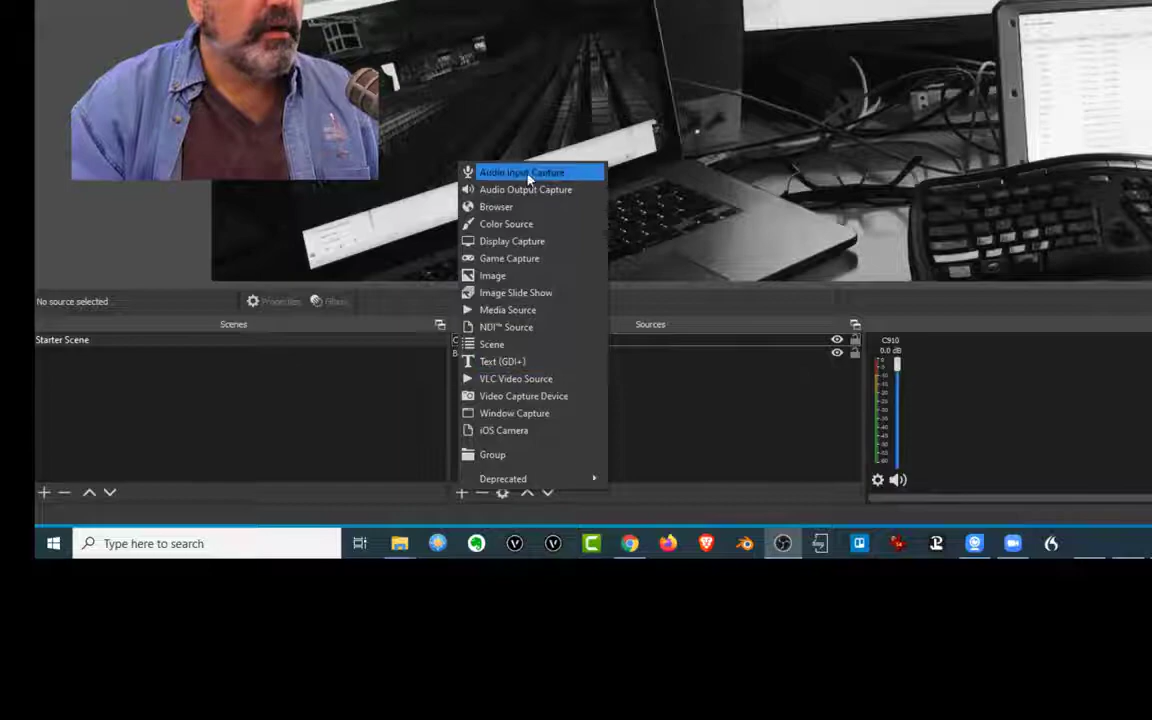 Audio Input Capture
Audio Output Capture
Browser
Color Source
Display Capture
Game Capture
Image
Image Slide Show
Media Source
NDI™ Source
Scene
Text (GDI+)
VLC Video Source
Video Capture Device
Window Capture
iOS Camera
Group
Deprecated
No source selected
Properties
Filters
Scenes
Sources
Starter Scene
C910
0.0 dB
Type here to search